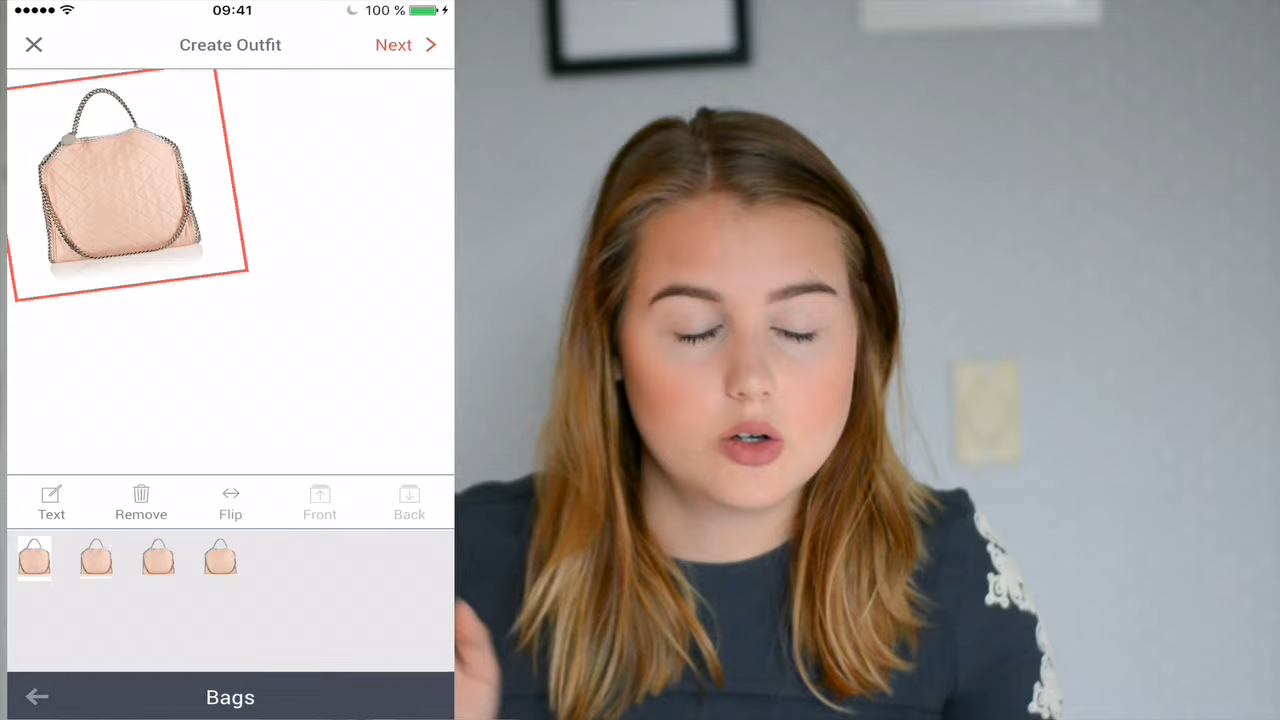 09:41
100 %
Create Outfit
Next
Text
Remove
Flip
Front
Back
Bags